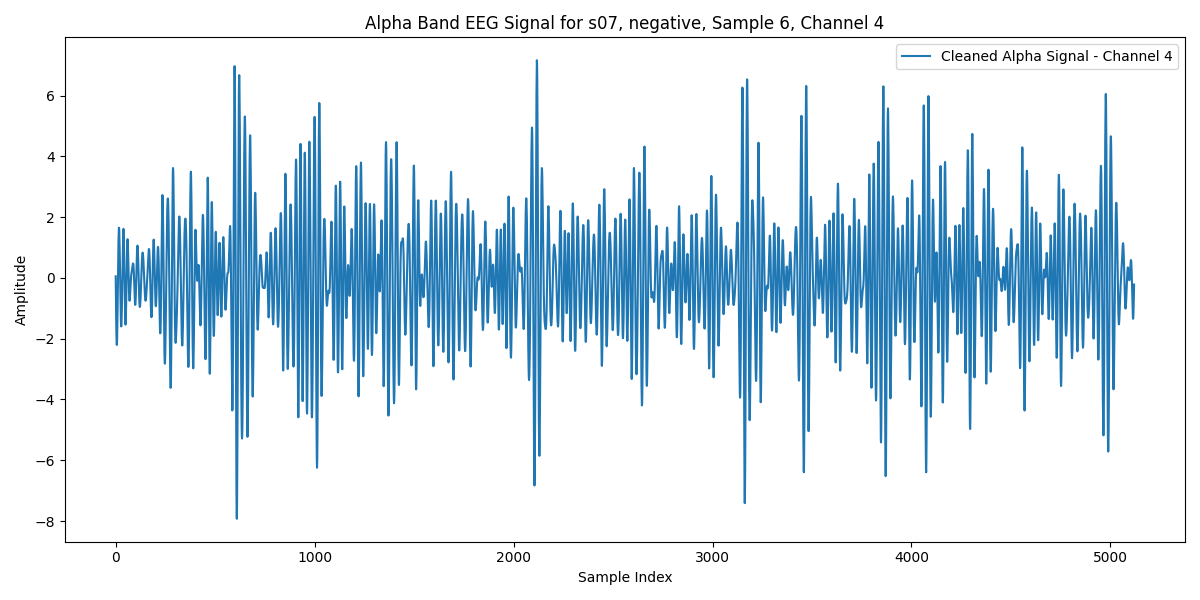 Alpha Band EEG Signal for s07, negative, Sample 6, Channel 4
Cleaned Alpha Signal - Channel 4
6
4
2
0
−2
−4
−6
−8
Amplitude
0 1000 2000 3000 4000 5000
Sample Index